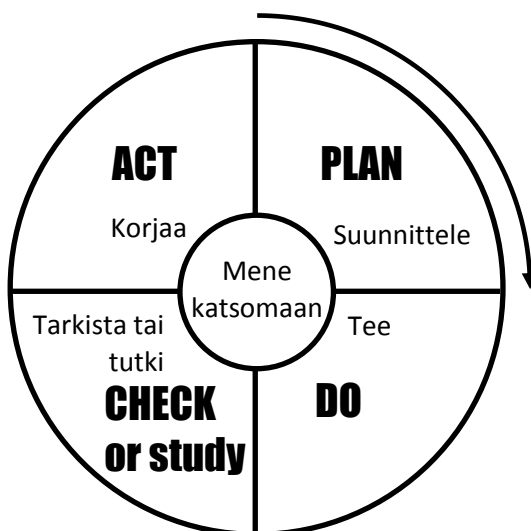 ACT
Korjaa
PLAN
Suunnittele
Mene
katsomaan
Tarkista tai
tutki
CHECK
or study
Tee
DO